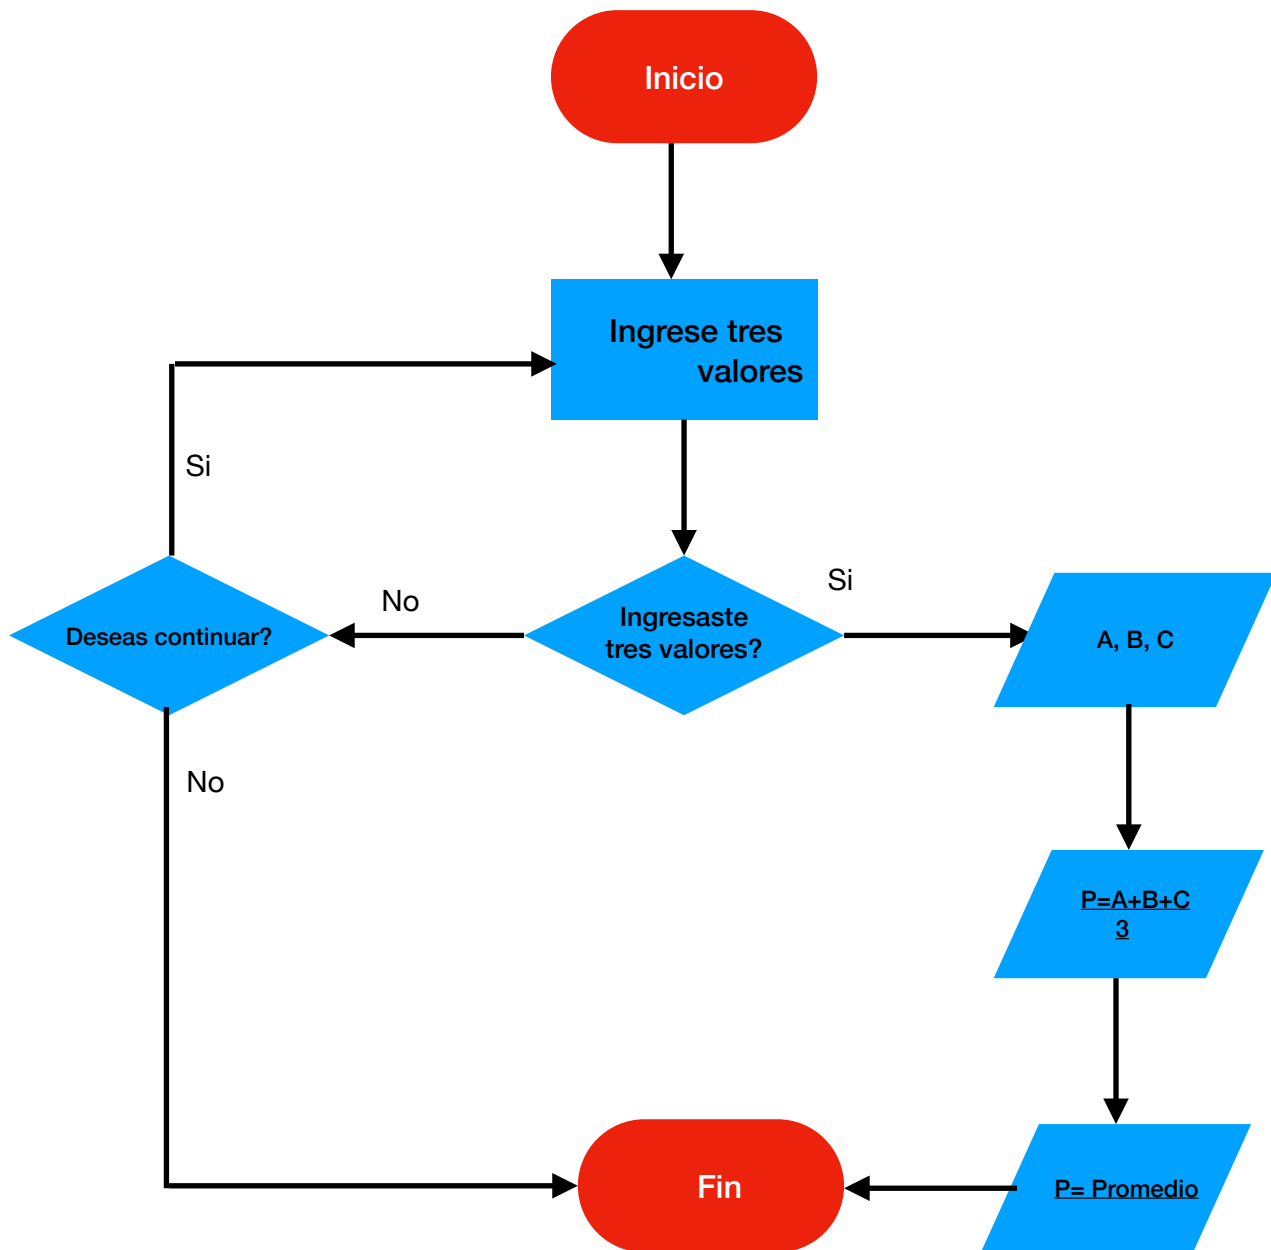 Inicio
Ingrese tres
valores
Si
No
Si
Deseas continuar?
Ingresaste
tres valores?
A, B, C
No
P=A+B+C
3
Fin
P= Promedio